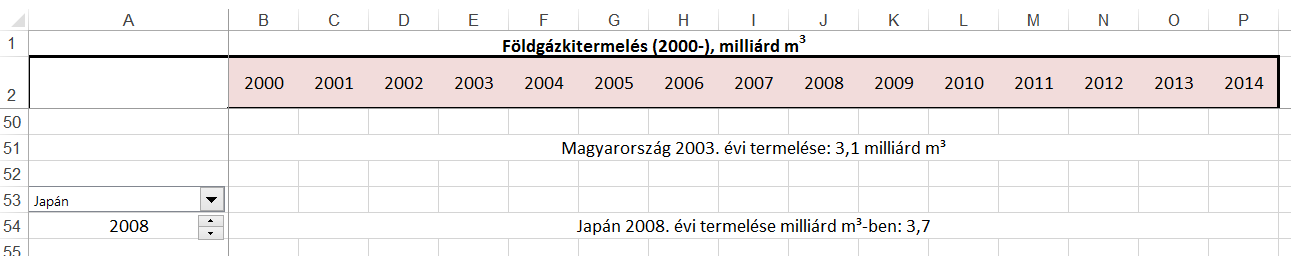 A B C D E F G H I J K L M N O P
1 Földgázkitermelés (2000-), milliárd m³
2 2000 2001 2002 2003 2004 2005 2006 2007 2008 2009 2010 2011 2012 2013 2014
50
51 Magyarország 2003. évi termelése: 3,1 milliárd m³
52
53 Japán
54 2008 Japán 2008. évi termelése milliárd m³-ben: 3,7
55